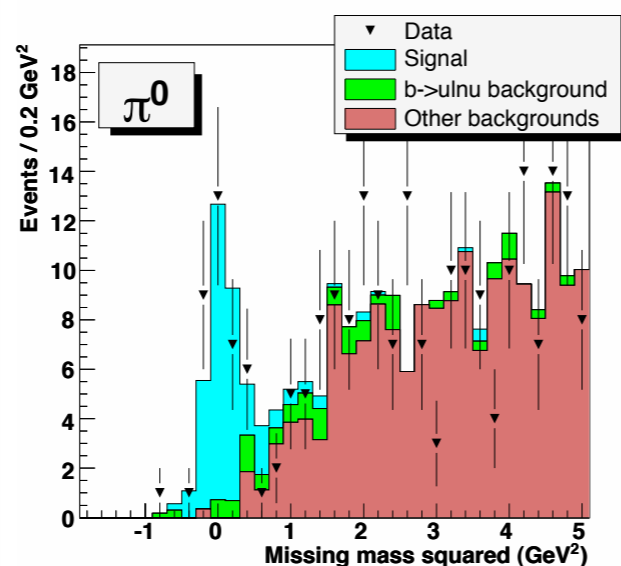 Data
Signal
b->ulnu background
Other backgrounds
π⁰
Events / 0.2 GeV²
18
16
14
12
10
8
6
4
2
0
-1 0 1 2 3 4 5
Missing mass squared (GeV²)